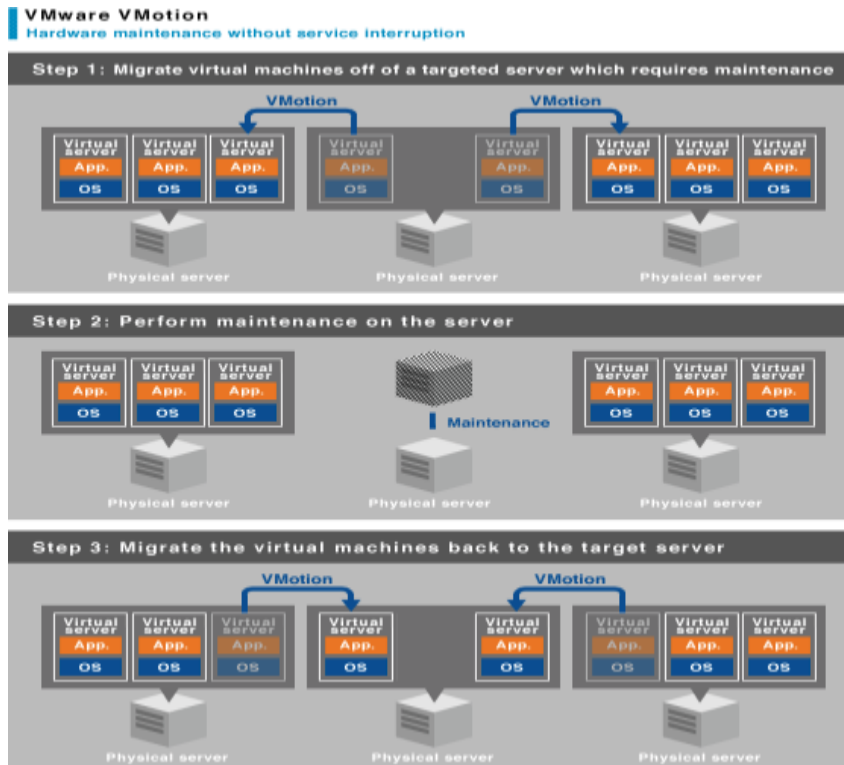 VMware VMotion
Hardware maintenance without service interruption
Step 1: Migrate virtual machines off of a targeted server which requires maintenance
VMotion VMotion
Virtual server Virtual server Virtual server Virtual server Virtual server Virtual server Virtual server Virtual server
App. App. App. App. App. App. App. App.
OS OS OS OS OS OS OS OS
Physical server Physical server Physical server
Step 2: Perform maintenance on the server
Virtual server Virtual server Virtual server Virtual server Virtual server Virtual server
App. App. App. App. App. App.
OS OS OS OS OS OS
Maintenance
Physical server Physical server Physical server
Step 3: Migrate the virtual machines back to the target server
VMotion VMotion
Virtual server Virtual server Virtual server Virtual server Virtual server Virtual server Virtual server Virtual server
App. App. App. App. App. App. App. App.
OS OS OS OS OS OS OS OS
Physical server Physical server Physical server